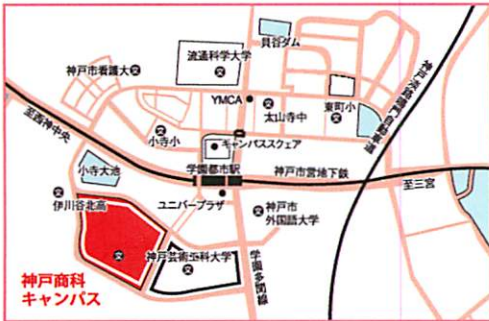 貝谷ダム
流通科学大学
神戸市看護大
YMCA
太山寺中
東町小
神戸淡路鳴門自動車道
小寺小
キャンパススクェア
至西神中央
学園都市駅
神戸市営地下鉄
至三宮
小寺大池
伊川谷北高
ユニバープラザ
神戸市
外国語大学
神戸芸術工科大学
学園多聞線
神戸商科
キャンパス